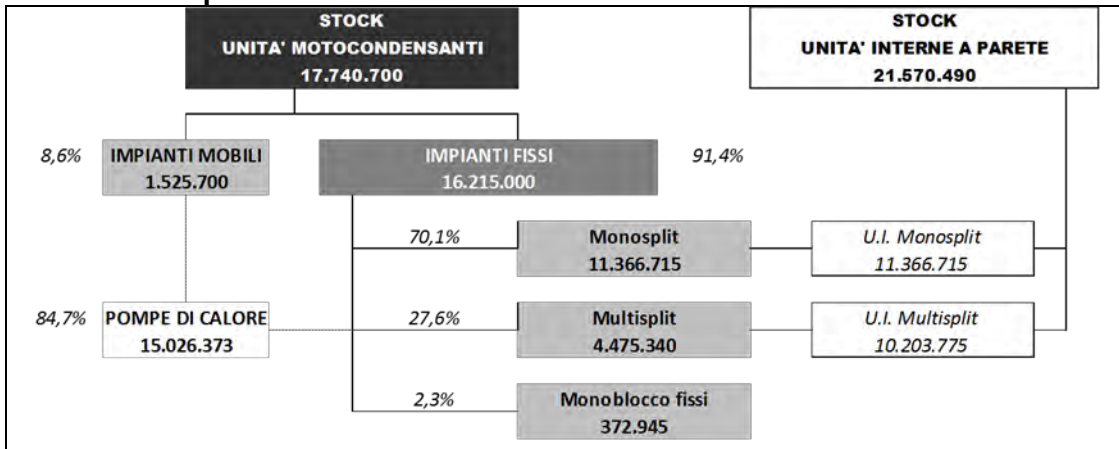 STOCK
UNITA' MOTOCONDENSANTI
17.740.700
STOCK
UNITA' INTERNE A PARETE
21.570.490
8,6%
IMPIANTI MOBILI
1.525.700
IMPIANTI FISSI
16.215.000
91,4%
70,1%
Monosplit
11.366.715
U.I. Monosplit
11.366.715
84,7%
POMPE DI CALORE
15.026.373
27,6%
Multisplit
4.475.340
U.I. Multisplit
10.203.775
2,3%
Monoblocco fissi
372.945